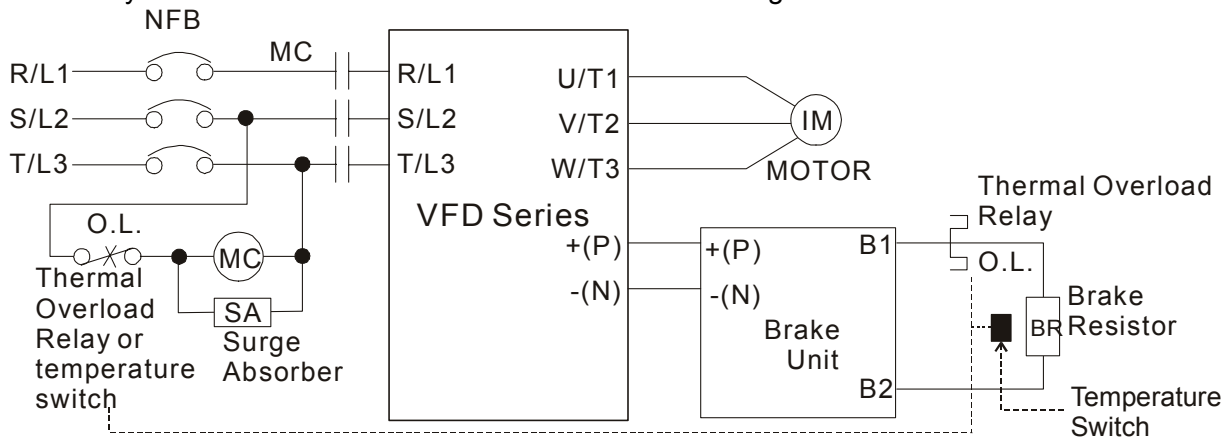 NFB
MC
R/L1
R/L1
U/T1
S/L2
S/L2
V/T2
IM
T/L3
T/L3
W/T3
MOTOR
VFD Series
O.L.
MC
SA
Thermal
Overload
Relay or
temperature
switch
Surge
Absorber
+(P)
-(N)
+(P)
-(N)
B1
Brake
Unit
B2
Thermal Overload
Relay
O.L.
BR
Brake
Resistor
Temperature
Switch